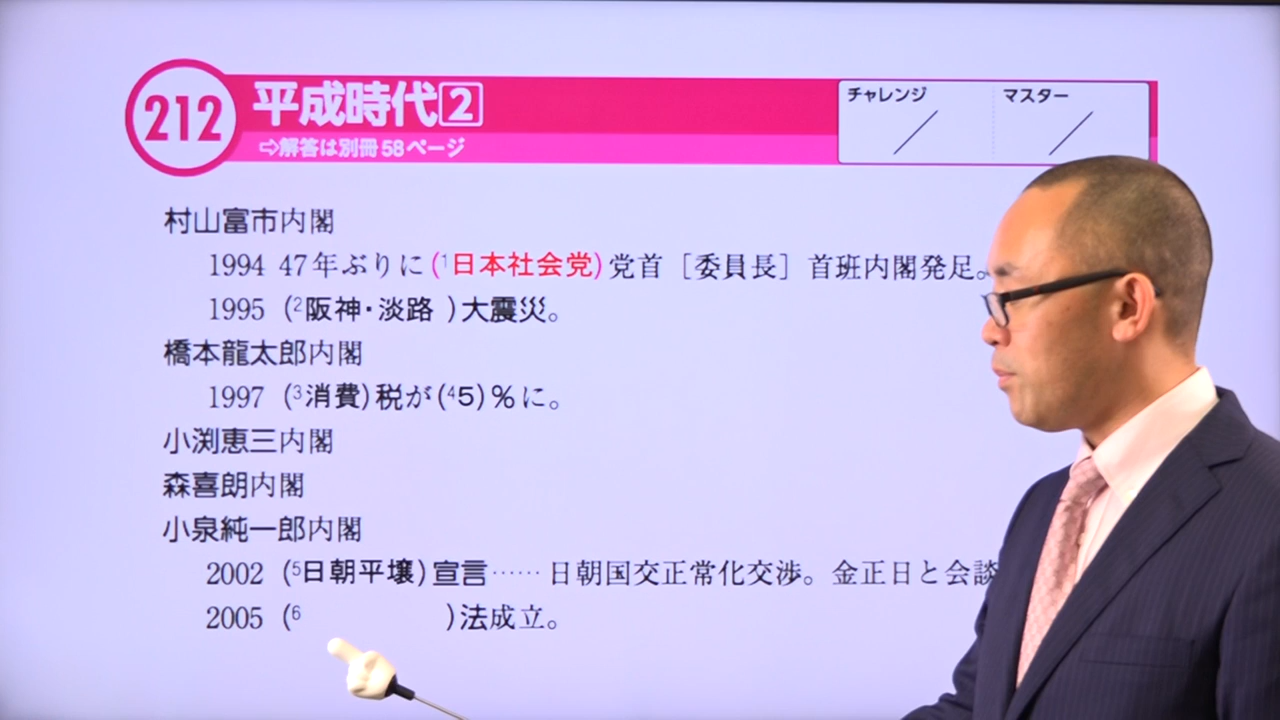 212
平成時代2
⇨解答は別冊58ページ
チャレンジ マスター
村山富市内閣
1994 47年ぶりに(1日本社会党)党首[委員長]首班内閣発足。
1995 (2阪神・淡路 )大震災。
橋本龍太郎内閣
1997 (3消費)税が(45)%に。
小渕恵三内閣
森喜朗内閣
小泉純一郎内閣
2002 (5日朝平壌)宣言……日朝国交正常化交渉。金正日と会談
2005 (6 )法成立。